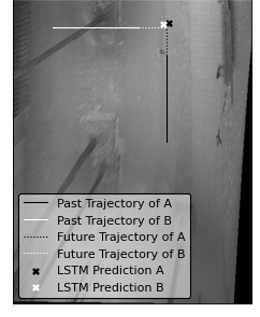 Past Trajectory of A
Past Trajectory of B
Future Trajectory of A
Future Trajectory of B
LSTM Prediction A
LSTM Prediction B